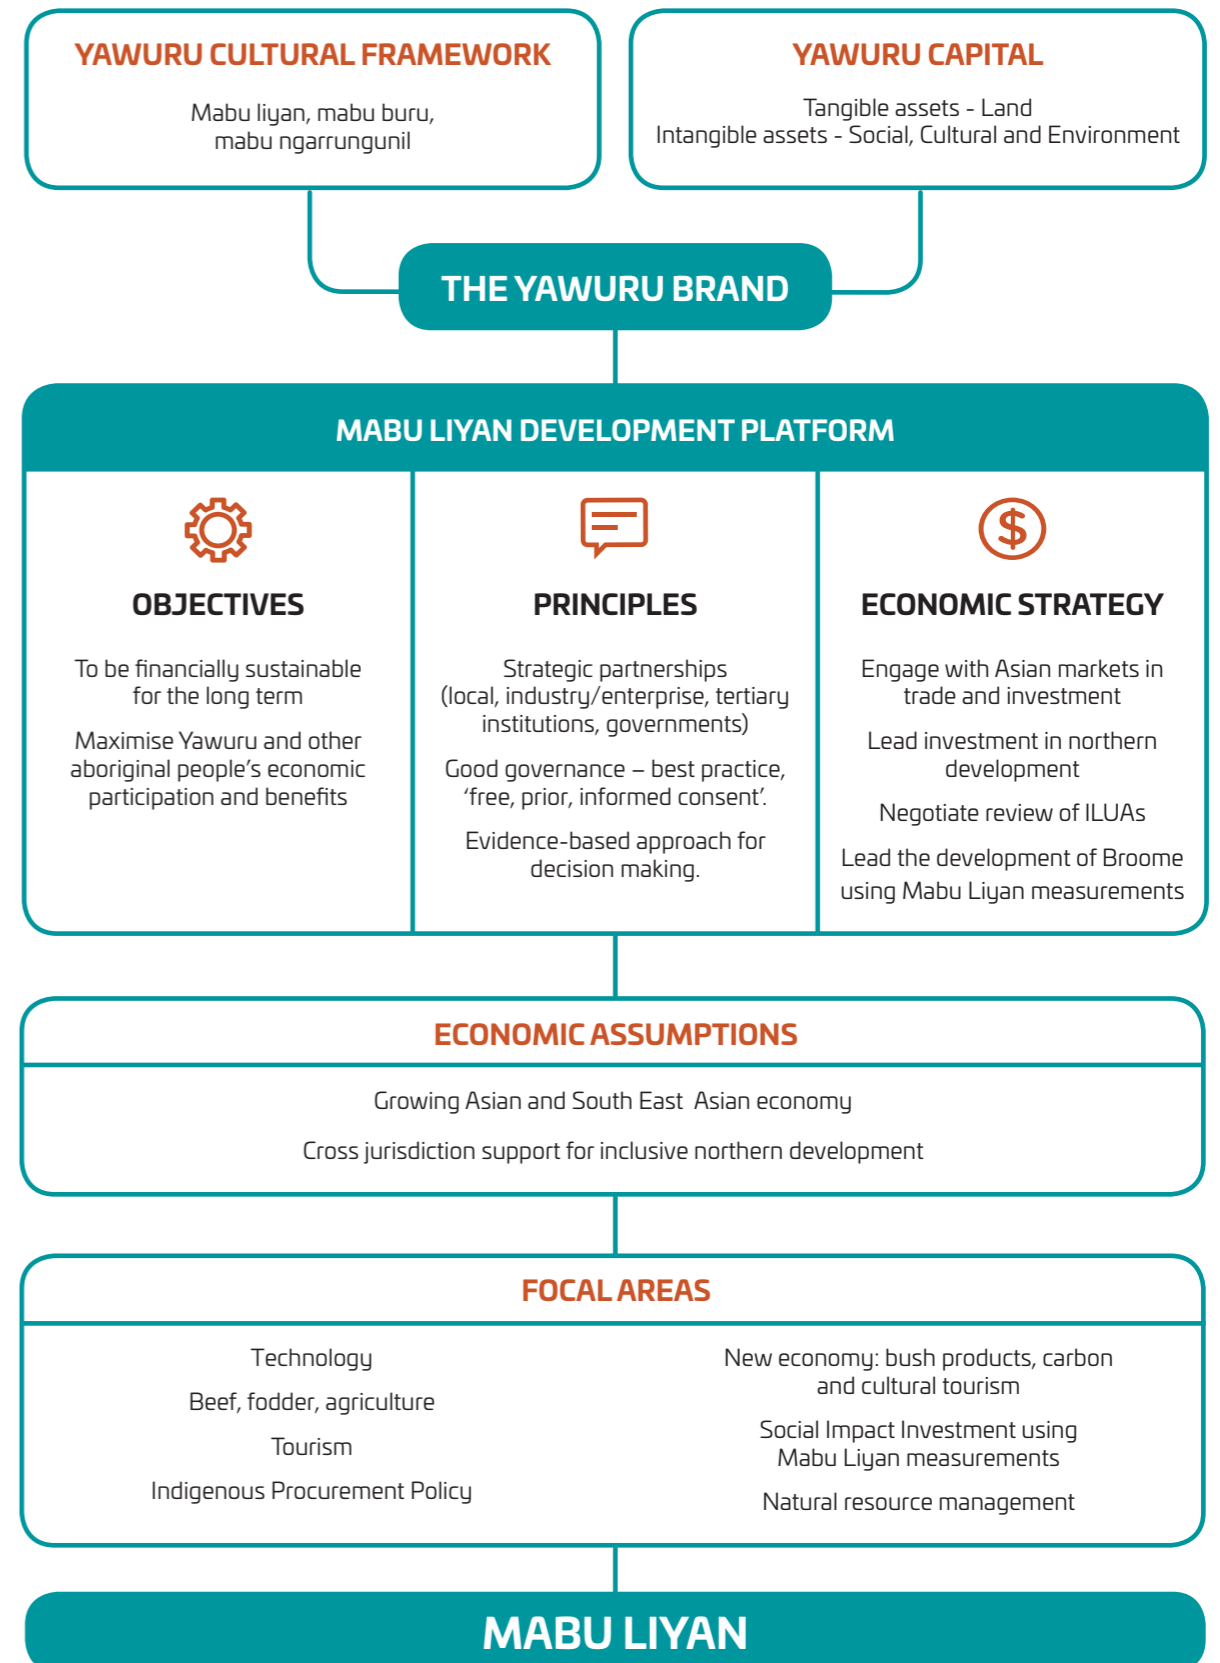 YAWURU CULTURAL FRAMEWORK
Mabu liyan, mabu buru,
mabu ngarrungunil
YAWURU CAPITAL
Tangible assets - Land
Intangible assets - Social, Cultural and Environment
THE YAWURU BRAND
MABU LIYAN DEVELOPMENT PLATFORM
OBJECTIVES
To be financially sustainable
for the long term
Maximise Yawuru and other
aboriginal people's economic
participation and benefits
PRINCIPLES
Strategic partnerships
(local, industry/enterprise, tertiary
institutions, governments)
Good governance – best practice,
'free, prior, informed consent'.
Evidence-based approach for
decision making.
$
ECONOMIC STRATEGY
Engage with Asian markets in
trade and investment
Lead investment in northern
development
Negotiate review of ILUAs
Lead the development of Broome
using Mabu Liyan measurements
ECONOMIC ASSUMPTIONS
Growing Asian and South East Asian economy
Cross jurisdiction support for inclusive northern development
FOCAL AREAS
Technology
Beef, fodder, agriculture
Tourism
Indigenous Procurement Policy
New economy: bush products, carbon
and cultural tourism
Social Impact Investment using
Mabu Liyan measurements
Natural resource management
MABU LIYAN